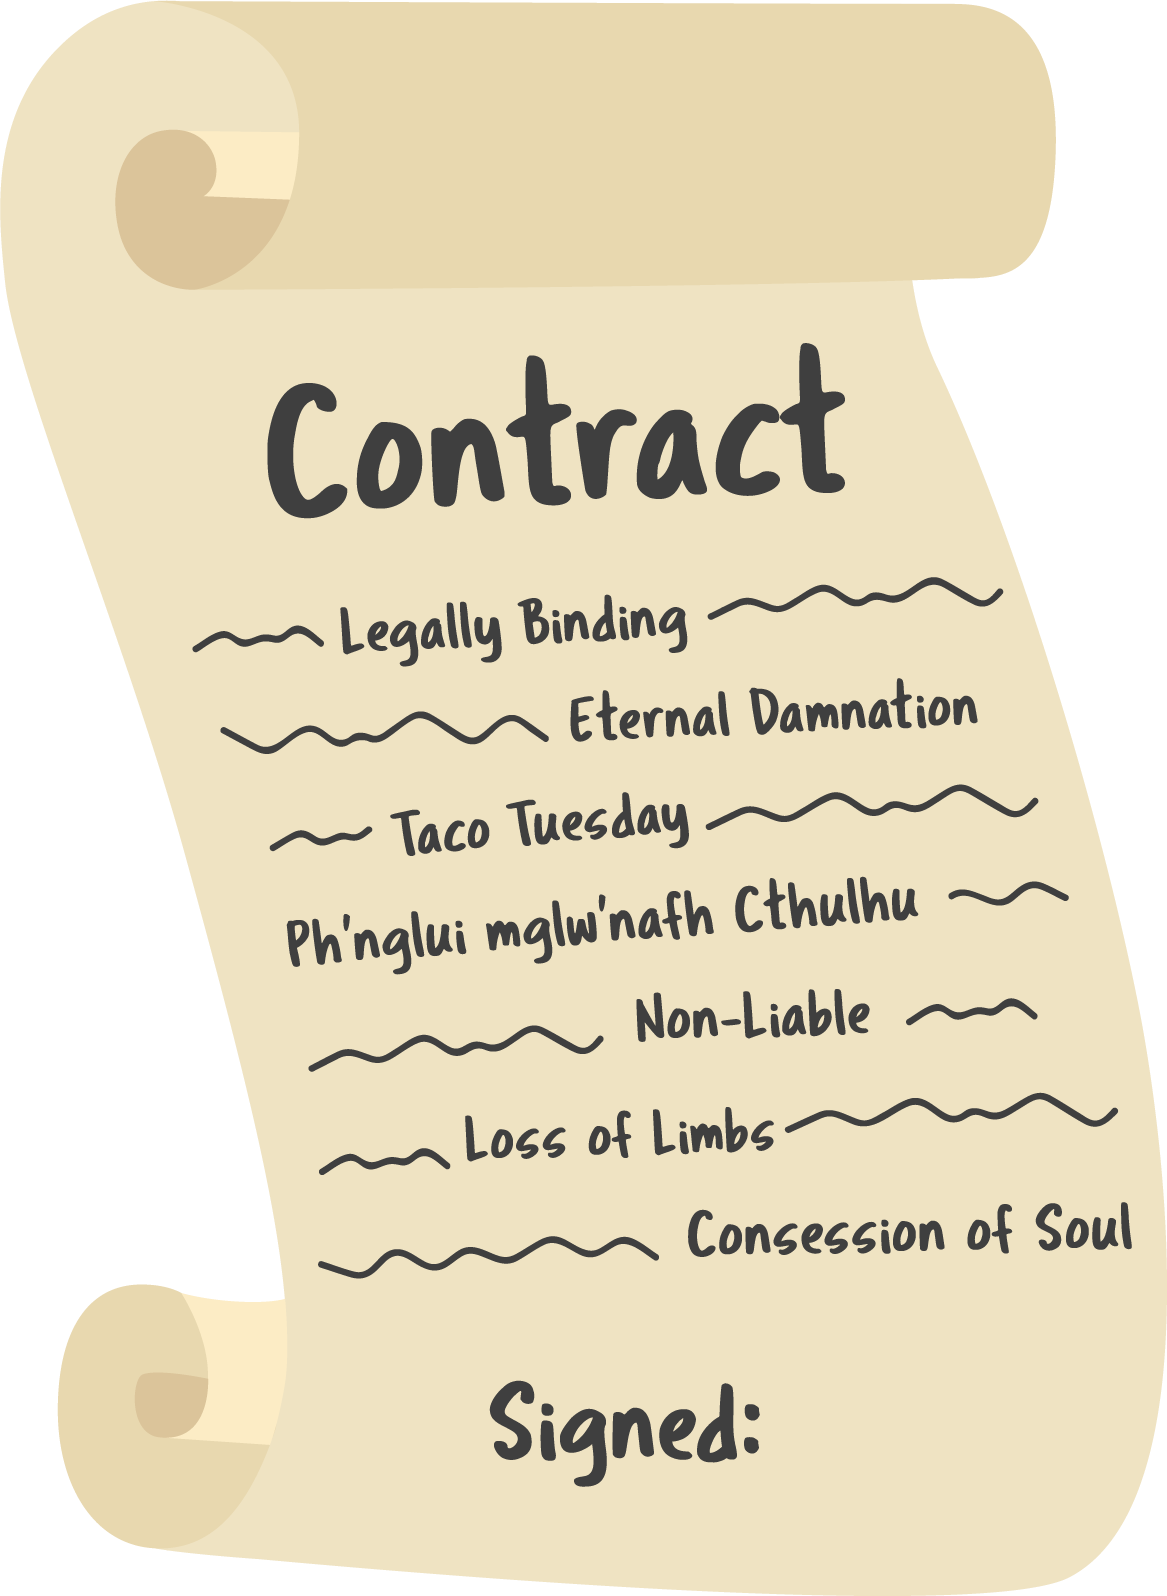 Contract
Legally Binding
Eternal Damnation
Taco Tuesday
Ph'nglui mglw'nafh Cthulhu
Non-Liable
Loss of Limbs
Consession of Soul
Signed: